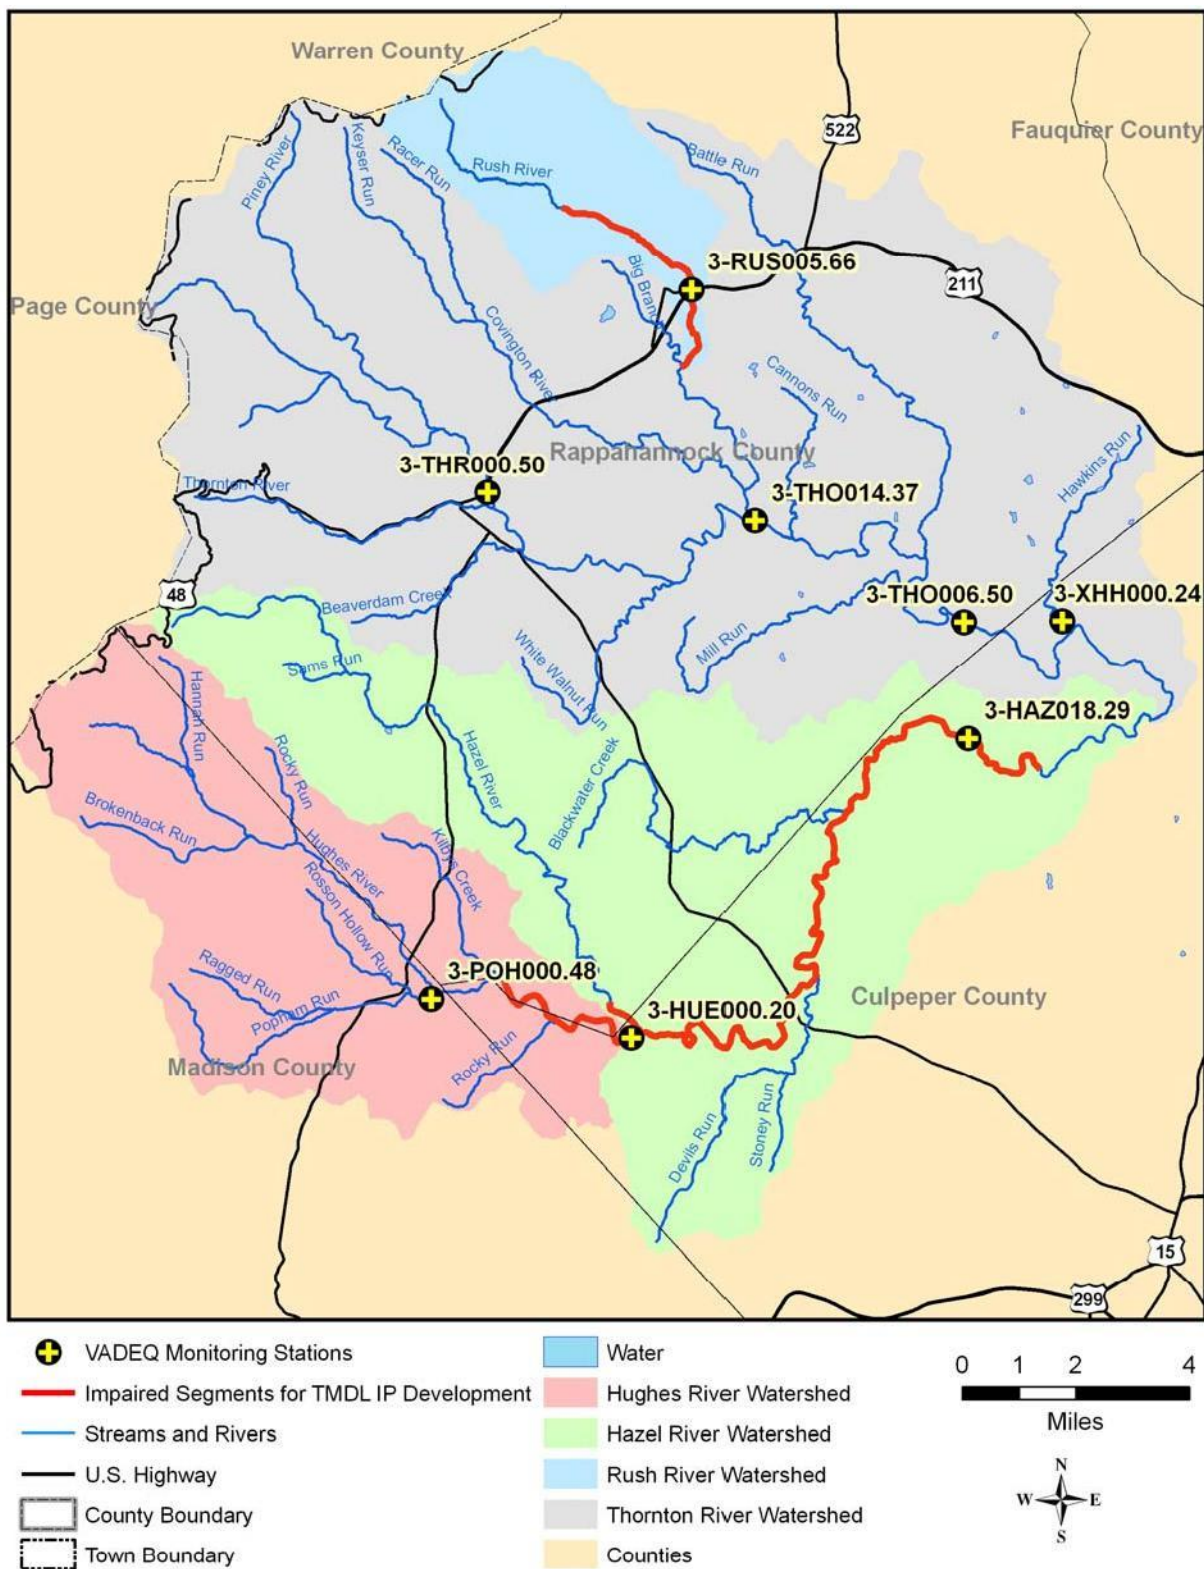 Warren County
Fauquier County
522
Piney River
Keyser Run
Racer Run
Rush River
Battle Run
3-RUS005.66
Big Branch
211
Page County
Covington River
Cannons Run
Rappahannock County
Hawkins Run
3-THR000.50
Thornton River
3-THO014.37
48
Beaverdam Creek
3-THO006.50
3-XHH000.24
Mill Run
White Walnut Run
Sams Run
Hannah Run
3-HAZ018.29
Rocky Run
Hazel River
Blackwater Creek
Brokenback Run
Hughes River
Kilbys Creek
Rosson Hollow Run
Ragged Run
Popham Run
3-POH000.48
3-HUE000.20
Culpeper County
Rocky Run
Madison County
Devils Run
Stoney Run
15
299
VADEQ Monitoring Stations
Impaired Segments for TMDL IP Development
Streams and Rivers
U.S. Highway
County Boundary
Town Boundary
Water
Hughes River Watershed
Hazel River Watershed
Rush River Watershed
Thornton River Watershed
Counties
0 1 2 4
Miles
N
W E
S